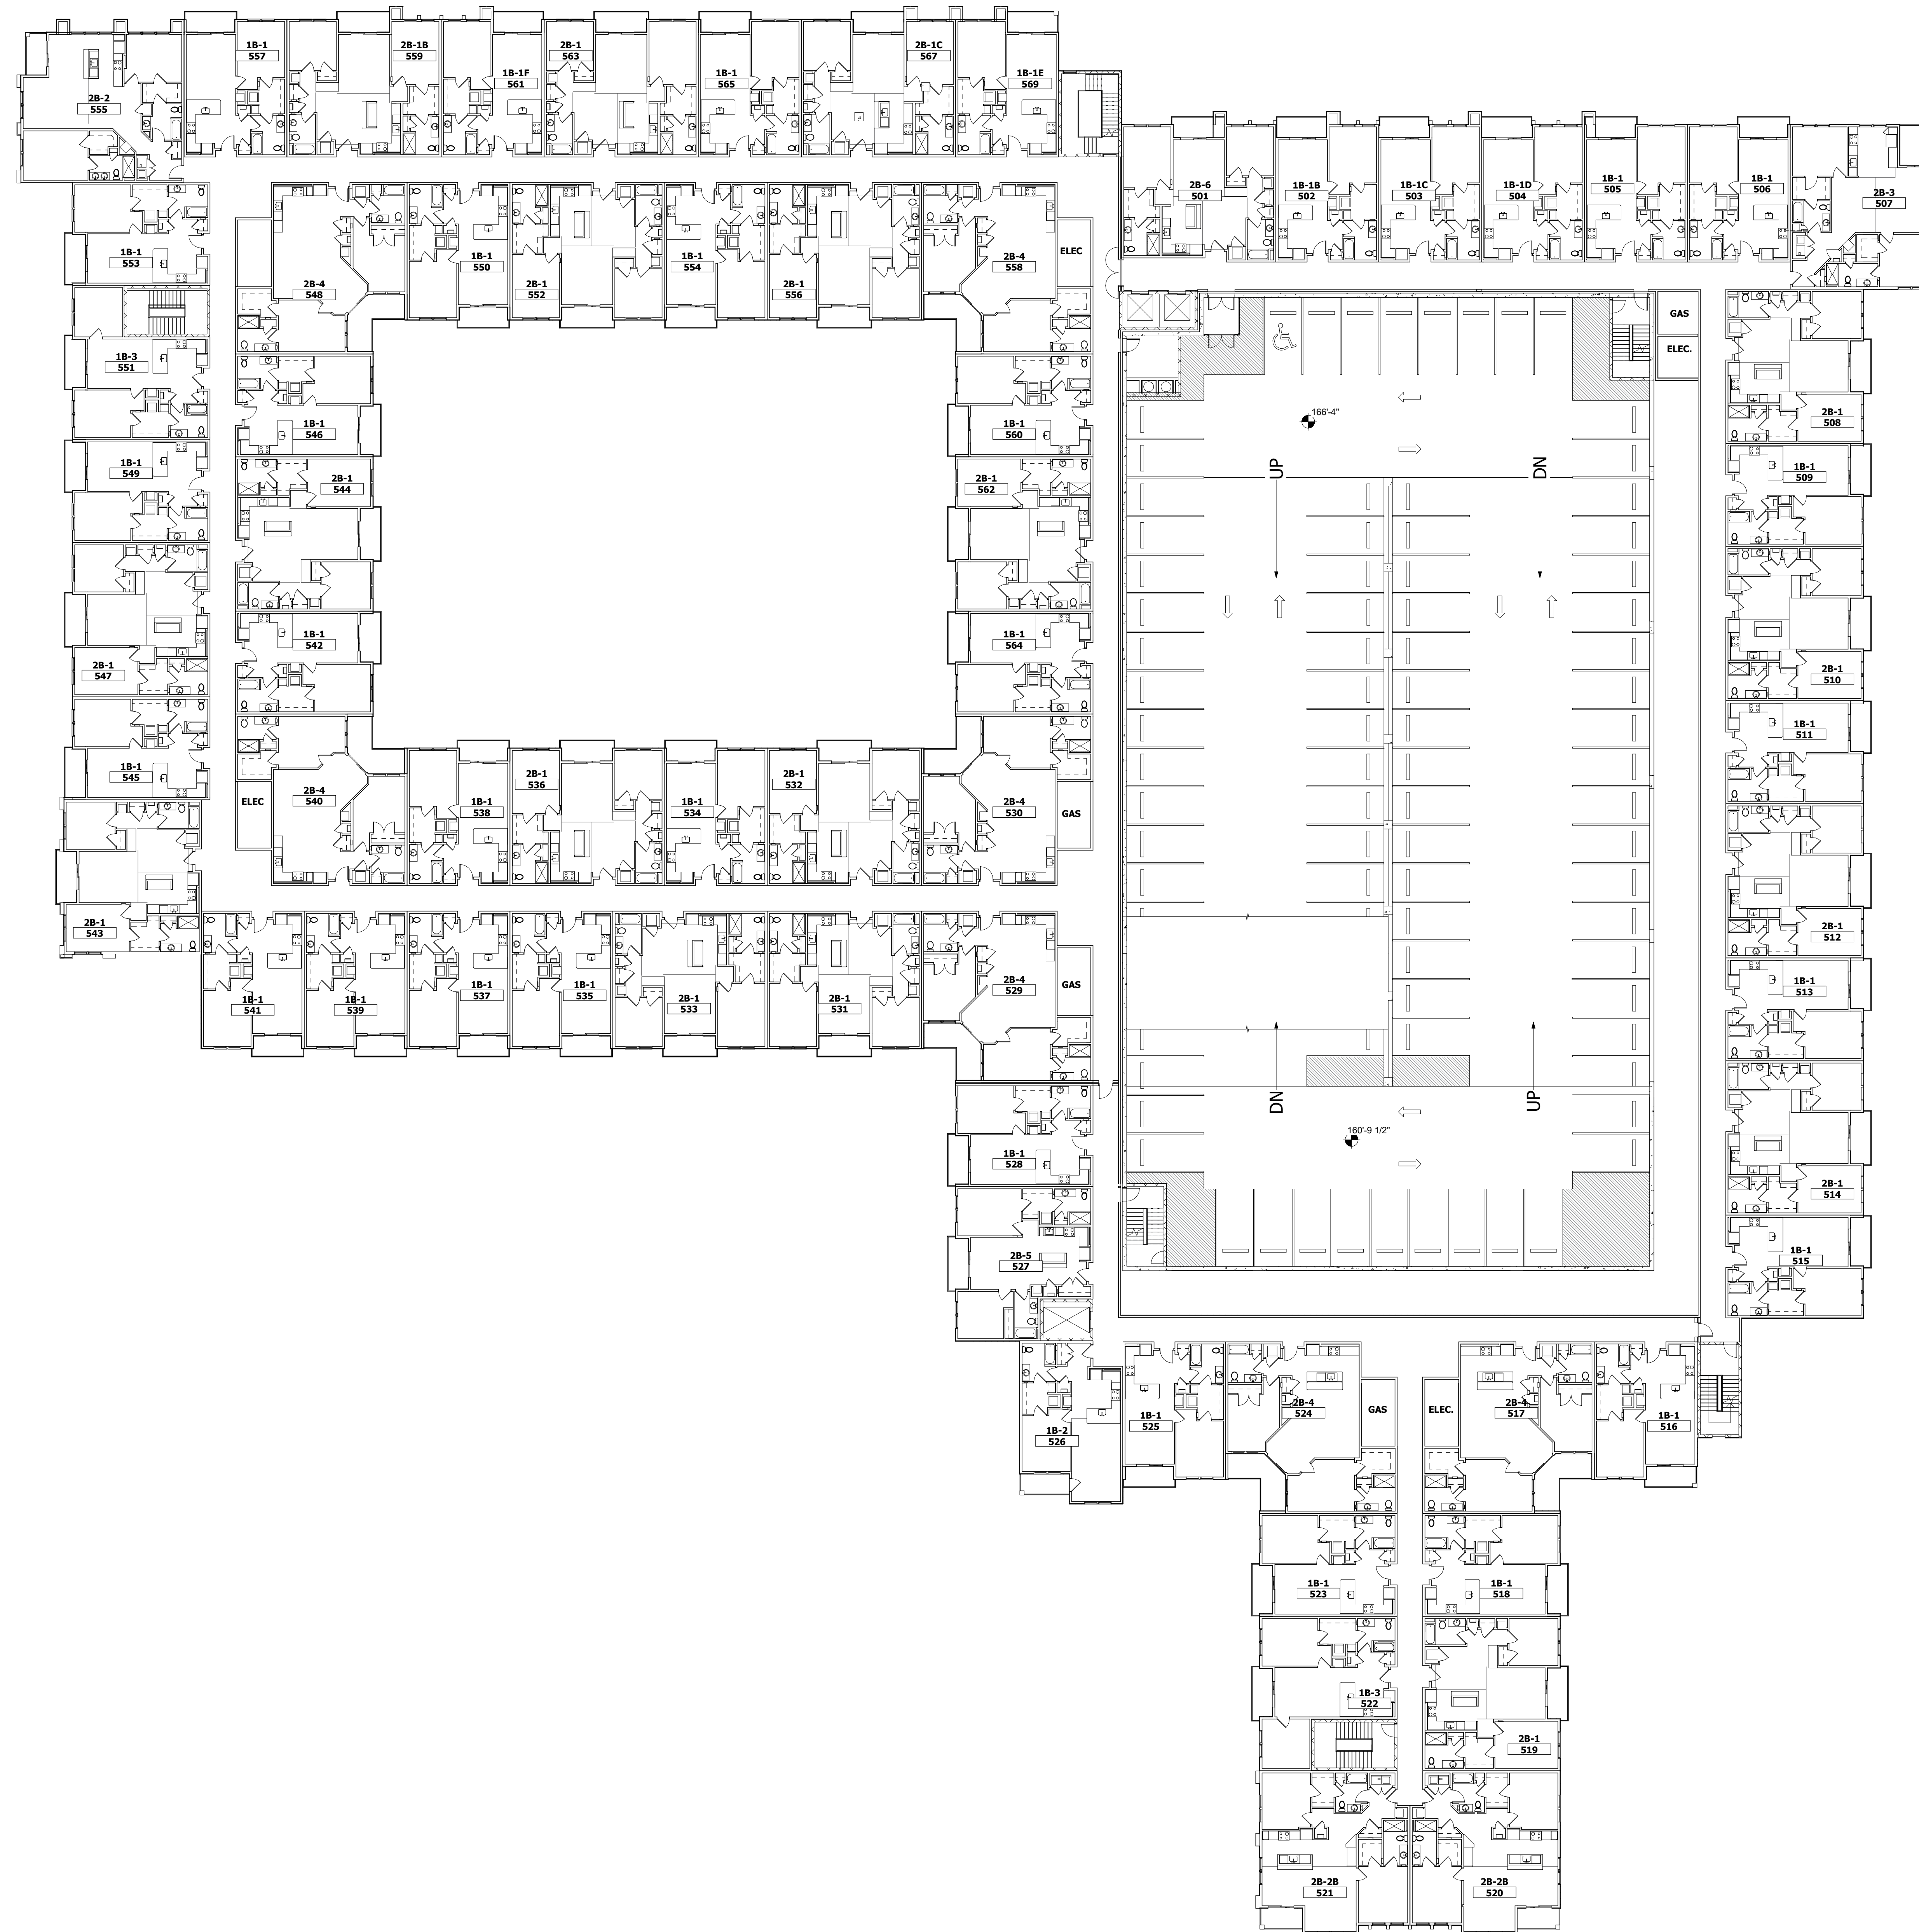 1B-1
557
2B-1B
559
1B-1F
561
2B-1
563
1B-1
565
2B-1C
567
1B-1E
569
2B-2
555
2B-6
501
1B-1B
502
1B-1C
503
1B-1D
504
1B-1
505
1B-1
506
2B-3
507
1B-1
553
2B-4
548
1B-1
550
2B-1
552
1B-1
554
2B-1
556
2B-4
558
ELEC
GAS
ELEC.
1B-3
551
1B-1
546
1B-1
560
166'-4"
2B-1
508
1B-1
549
2B-1
544
2B-1
562
UP
DN
1B-1
509
1B-1
542
1B-1
564
2B-1
547
2B-1
510
1B-1
511
1B-1
545
ELEC
2B-4
540
1B-1
538
2B-1
536
1B-1
534
2B-1
532
2B-4
530
GAS
2B-1
543
2B-1
512
1B-1
541
1B-1
539
1B-1
537
1B-1
535
2B-1
533
2B-1
531
2B-4
529
GAS
1B-1
513
DN
UP
160'-9 1/2"
1B-1
528
2B-1
514
2B-5
527
1B-1
515
1B-2
526
1B-1
525
2B-4
524
GAS
ELEC.
2B-4
517
1B-1
516
1B-1
523
1B-1
518
1B-3
522
2B-1
519
2B-2B
521
2B-2B
520